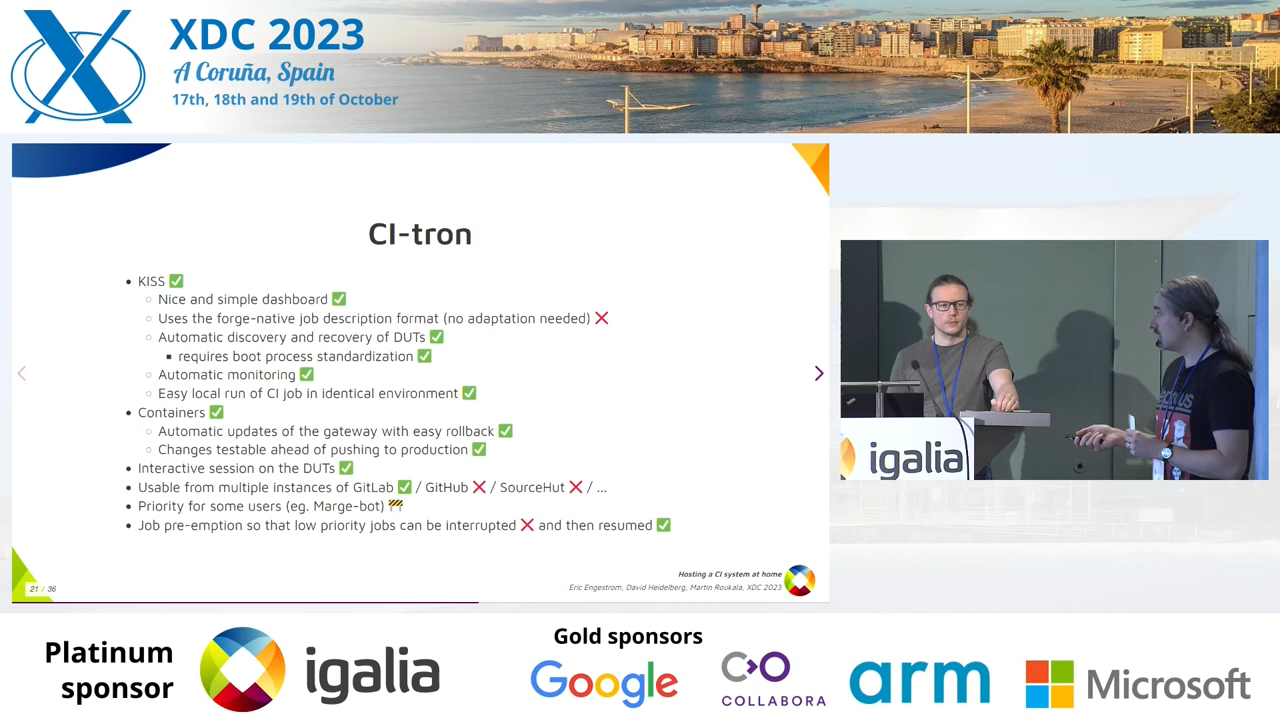 XDC 2023
A Coruña, Spain
17th, 18th and 19th of October
CI-tron
• KISS ✅
○ Nice and simple dashboard ✅
○ Uses the forge-native job description format (no adaptation needed) ❌
○ Automatic discovery and recovery of DUTs ✅
▪ requires boot process standardization ✅
○ Automatic monitoring ✅
○ Easy local run of CI job in identical environment ✅
• Containers ✅
○ Automatic updates of the gateway with easy rollback ✅
○ Changes testable ahead of pushing to production ✅
• Interactive session on the DUTs ✅
• Usable from multiple instances of GitLab ✅ / GitHub ❌ / SourceHut ❌ / ...
• Priority for some users (eg. Marge-bot) 🚧
• Job pre-emption so that low priority jobs can be interrupted ❌ and then resumed ✅
21 / 36
Hosting a CI system at home
Eric Engestrom, David Heidelberg, Martin Roukala, XDC 2023
igalia
Platinum
sponsor
igalia
Gold sponsors
Google
COLLABORA
arm
Microsoft